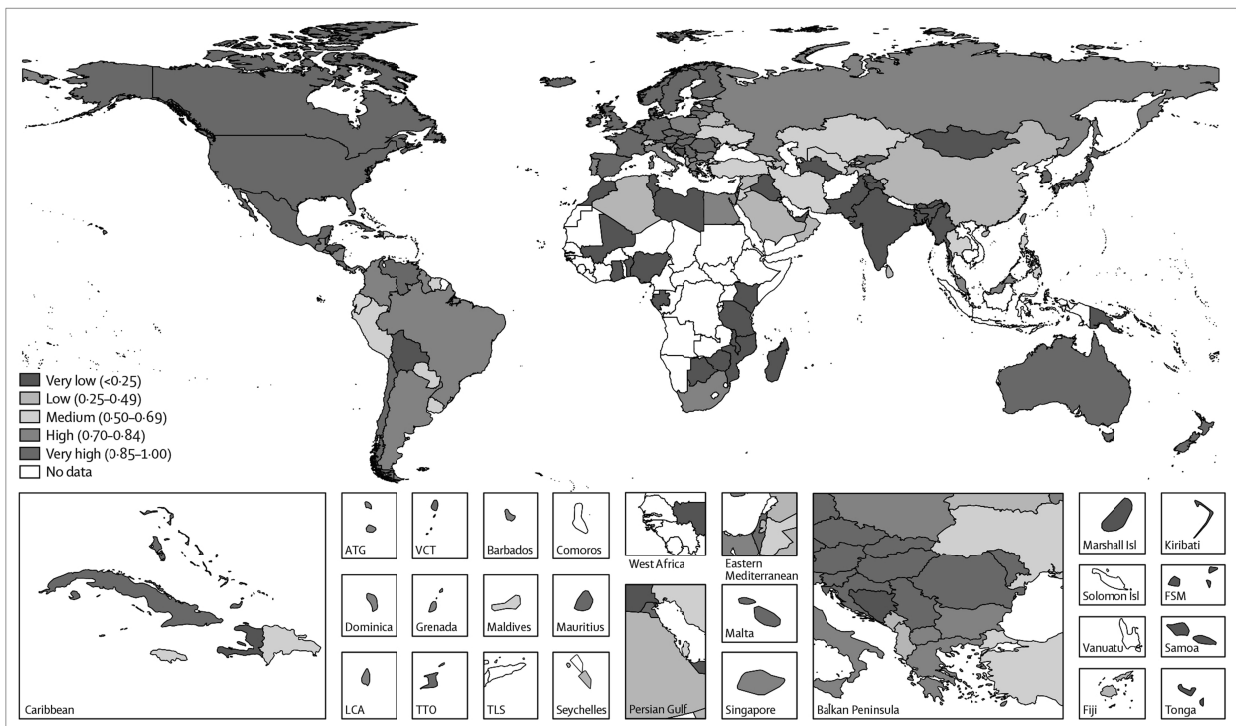 Very low (<0·25)
Low (0·25–0·49)
Medium (0·50–0·69)
High (0·70–0·84)
Very high (0·85–1·00)
No data
Caribbean
ATG
VCT
Barbados
Comoros
Dominica
Grenada
Maldives
Mauritius
LCA
TTO
TLS
Seychelles
West Africa
Eastern
Mediterranean
Persian Gulf
Malta
Singapore
Balkan Peninsula
Marshall Isl
Kiribati
Solomon Isl
FSM
Vanuatu
Samoa
Fiji
Tonga